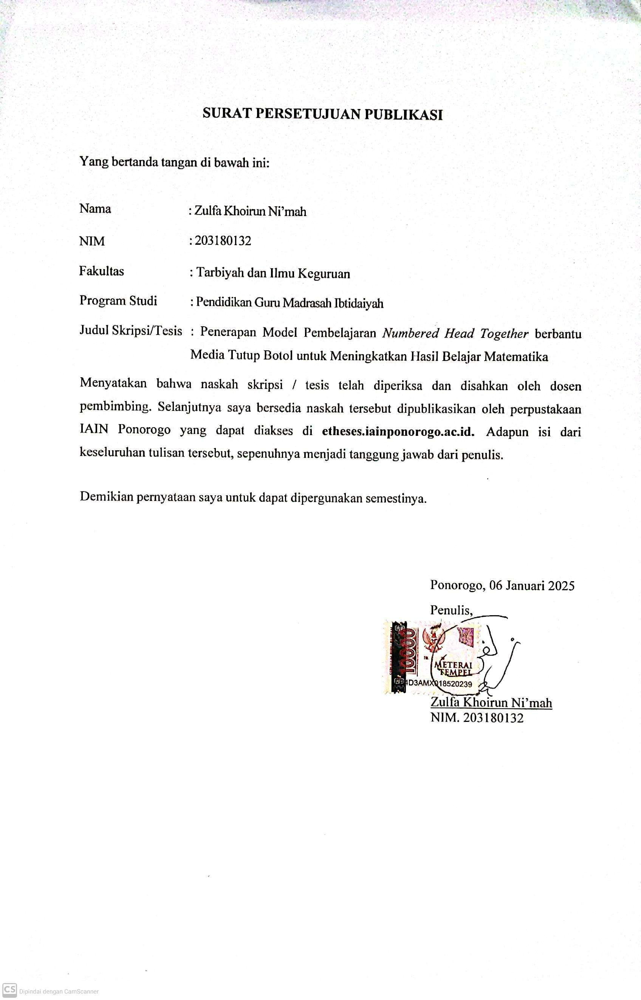 SURAT PERSETUJUAN PUBLIKASI
Yang bertanda tangan di bawah ini:
Nama : Zulfa Khoirun Ni’mah
NIM : 203180132
Fakultas : Tarbiyah dan Ilmu Keguruan
Program Studi : Pendidikan Guru Madrasah Ibtidaiyah
Judul Skripsi/Tesis : Penerapan Model Pembelajaran Numbered Head Together berbantu
Media Tutup Botol untuk Meningkatkan Hasil Belajar Matematika
Menyatakan bahwa naskah skripsi / tesis telah diperiksa dan disahkan oleh dosen
pembimbing. Selanjutnya saya bersedia naskah tersebut dipublikasikan oleh perpustakaan
IAIN Ponorogo yang dapat diakses di etheses.iainponorogo.ac.id. Adapun isi dari
keseluruhan tulisan tersebut, sepenuhnya menjadi tanggung jawab dari penulis.
Demikian pernyataan saya untuk dapat dipergunakan semestinya.
Ponorogo, 06 Januari 2025
Penulis,
10000
METERAI
TEMPEL
4D3AMX018520239
Zulfa Khoirun Ni’mah
NIM. 203180132
CS Dipindai dengan CamScanner